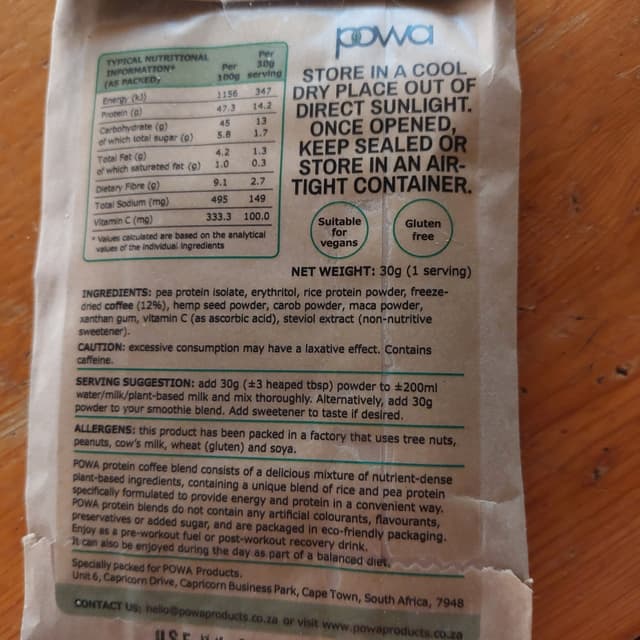 powa
TYPICAL NUTRITIONAL INFORMATION* (AS PACKED) Per 100g Per 30g serving
Energy (kJ) 1156 347
Protein (g) 47.3 14.2
Carbohydrate (g) 45 13
of which total sugar (g) 5.8 1.7
Total Fat (g) 4.2 1.3
of which saturated fat (g) 1.0 0.3
Dietary Fibre (g) 9.1 2.7
Total Sodium (mg) 495 149
Vitamin C (mg) 333.3 100.0
* Values calculated are based on the analytical
values of the individual ingredients
STORE IN A COOL
DRY PLACE OUT OF
DIRECT SUNLIGHT.
ONCE OPENED,
KEEP SEALED OR
STORE IN AN AIR-
TIGHT CONTAINER.
Suitable
for
vegans
Gluten
free
NET WEIGHT: 30g (1 serving)
INGREDIENTS: pea protein isolate, erythritol, rice protein powder, freeze-
dried coffee (12%), hemp seed powder, carob powder, maca powder,
xanthan gum, vitamin C (as ascorbic acid), steviol extract (non-nutritive
sweetener).
CAUTION: excessive consumption may have a laxative effect. Contains
caffeine.
SERVING SUGGESTION: add 30g (±3 heaped tbsp) powder to ±200ml
water/milk/plant-based milk and mix thoroughly. Alternatively, add 30g
powder to your smoothie blend. Add sweetener to taste if desired.
ALLERGENS: this product has been packed in a factory that uses tree nuts,
peanuts, cow's milk, wheat (gluten) and soya.
POWA protein coffee blend consists of a delicious mixture of nutrient-dense
plant-based ingredients, containing a unique blend of rice and pea protein
specifically formulated to provide energy and protein in a convenient way.
POWA protein blends do not contain any artificial colourants, flavourants,
preservatives or added sugar, and are packaged in eco-friendly packaging.
Enjoy as a pre-workout fuel or post-workout recovery drink.
It can also be enjoyed during the day as part of a balanced diet.
Specially packed for POWA Products.
Unit 6, Capricorn Drive, Capricorn Business Park, Cape Town, South Africa, 7948
CONTACT US: hello@powaproducts.co.za or visit www.powaproducts.co.za